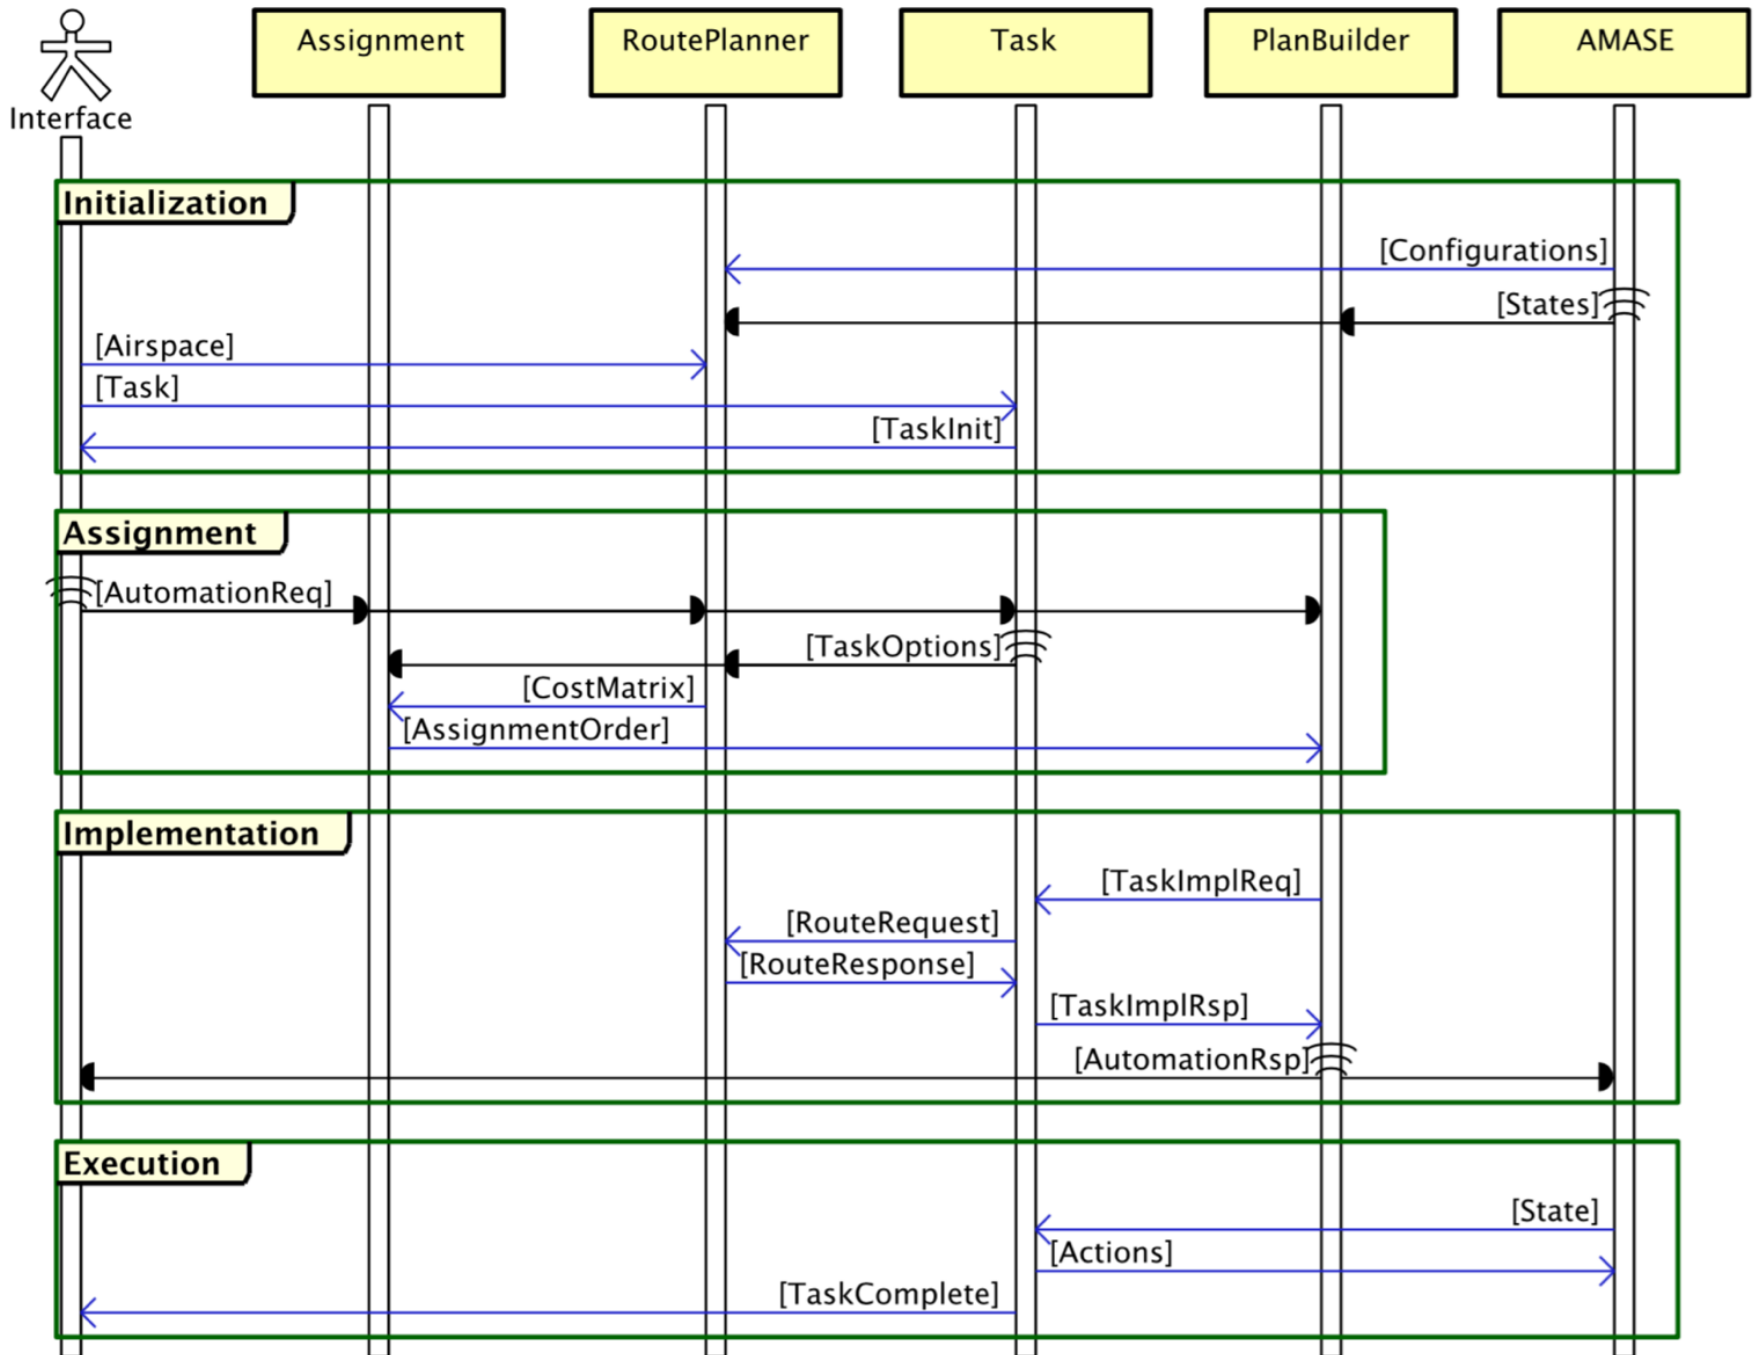 Interface
Assignment
RoutePlanner
Task
PlanBuilder
AMASE
Initialization
[Configurations]
[States]
[Airspace]
[Task]
[TaskInit]
Assignment
[AutomationReq]
[TaskOptions]
[CostMatrix]
[AssignmentOrder]
Implementation
[TaskImplReq]
[RouteRequest]
[RouteResponse]
[TaskImplRsp]
[AutomationRsp]
Execution
[State]
[Actions]
[TaskComplete]